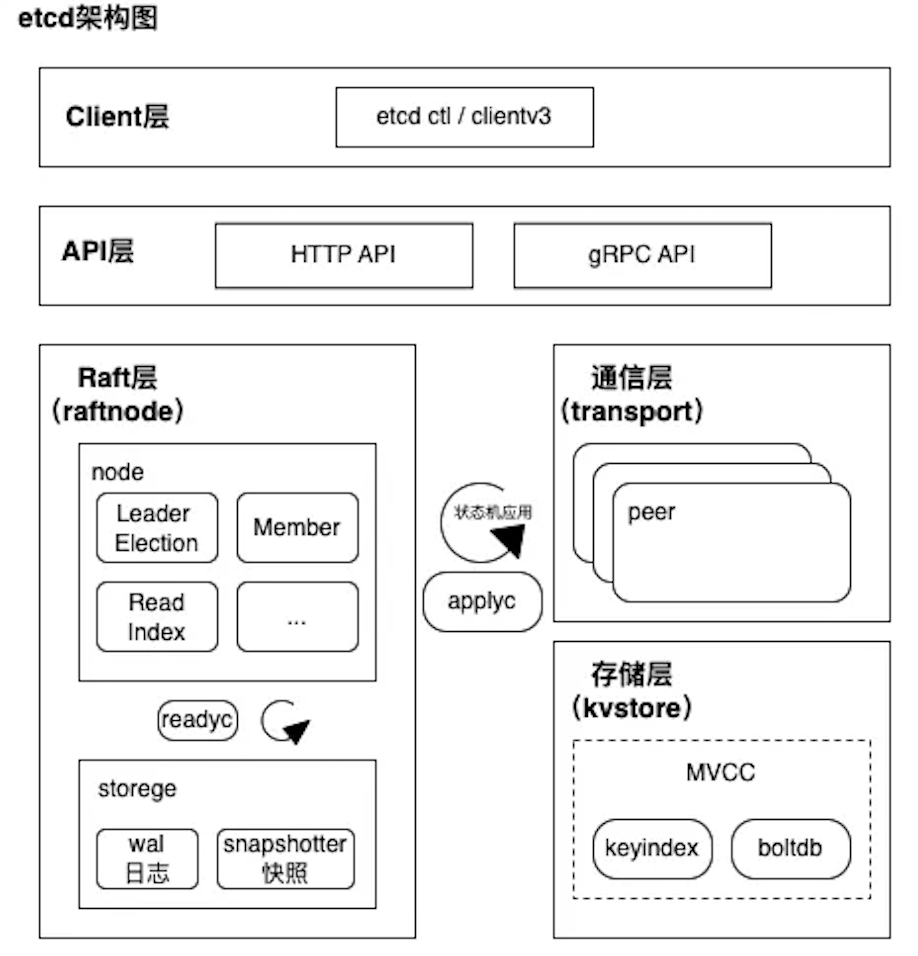 etcd架构图
Client层
etcd ctl / clientv3
API层
HTTP API
gRPC API
Raft层
（raftnode）
node
Leader
Election
Member
Read
Index
...
readyc
storege
wal
日志
snapshotter
快照
状态机应用
applyc
通信层
（transport）
peer
存储层
（kvstore）
MVCC
keyindex
boltdb